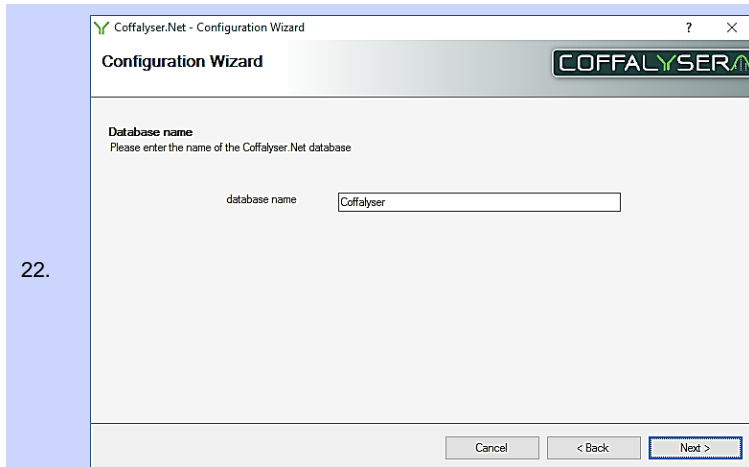 Coffalyser.Net - Configuration Wizard
Configuration Wizard
COFFALYSER
Database name
Please enter the name of the Coffalyser.Net database
database name Coffalyser
22.
Cancel < Back Next >